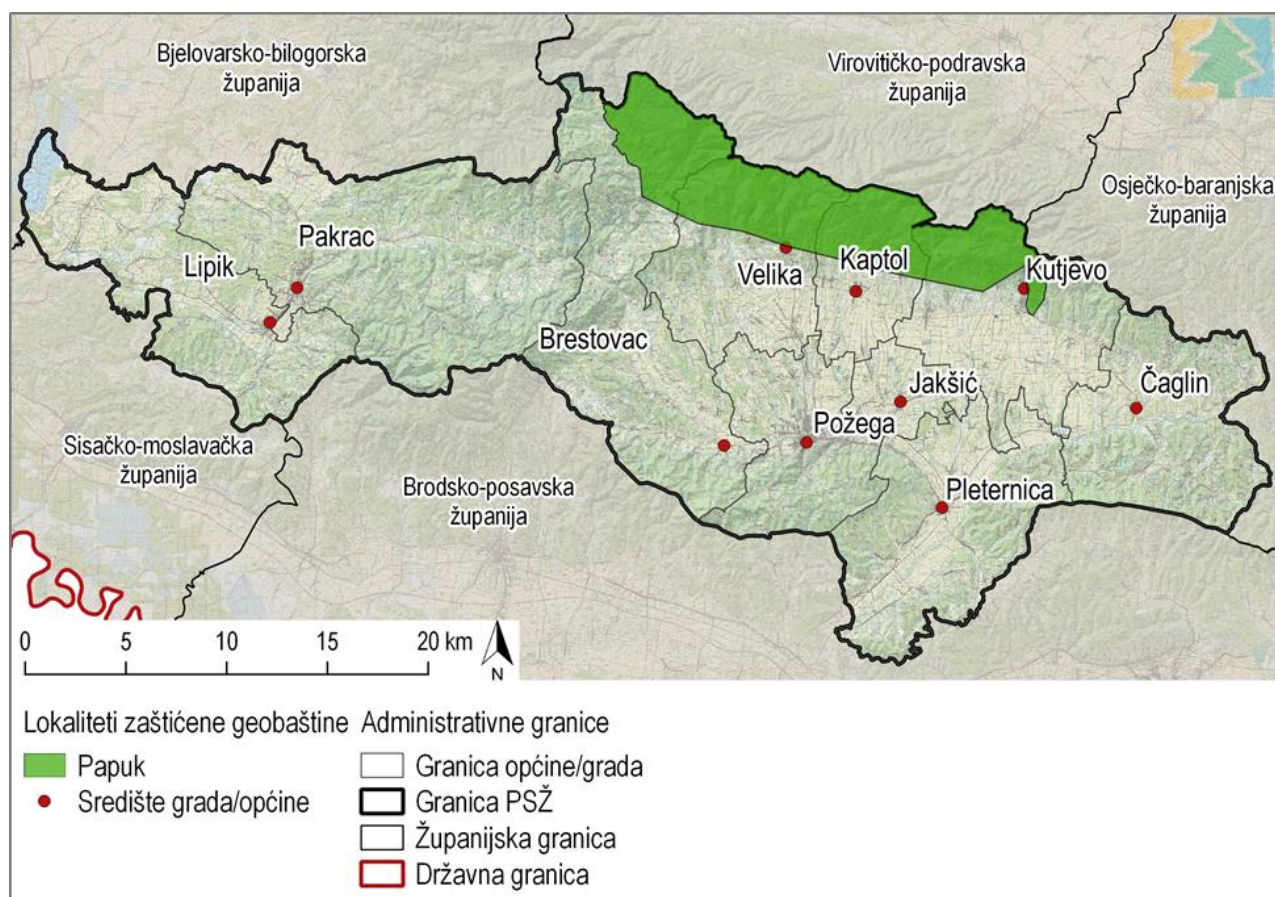 Bjelovarsko-bilogorska
županija
Virovitičko-podravska
županija
Osječko-baranjska
županija
Pakrac
Lipik
Velika
Kaptol
Kutjevo
Brestovac
Jakšić
Čaglin
Požega
Sisačko-moslavačka
županija
Brodsko-posavska
županija
Pleternica
0 5 10 15 20 km
N
Lokaliteti zaštićene geobaštine
Papuk
Središte grada/općine
Administrativne granice
Granica općine/grada
Granica PSŽ
Županijska granica
Državna granica